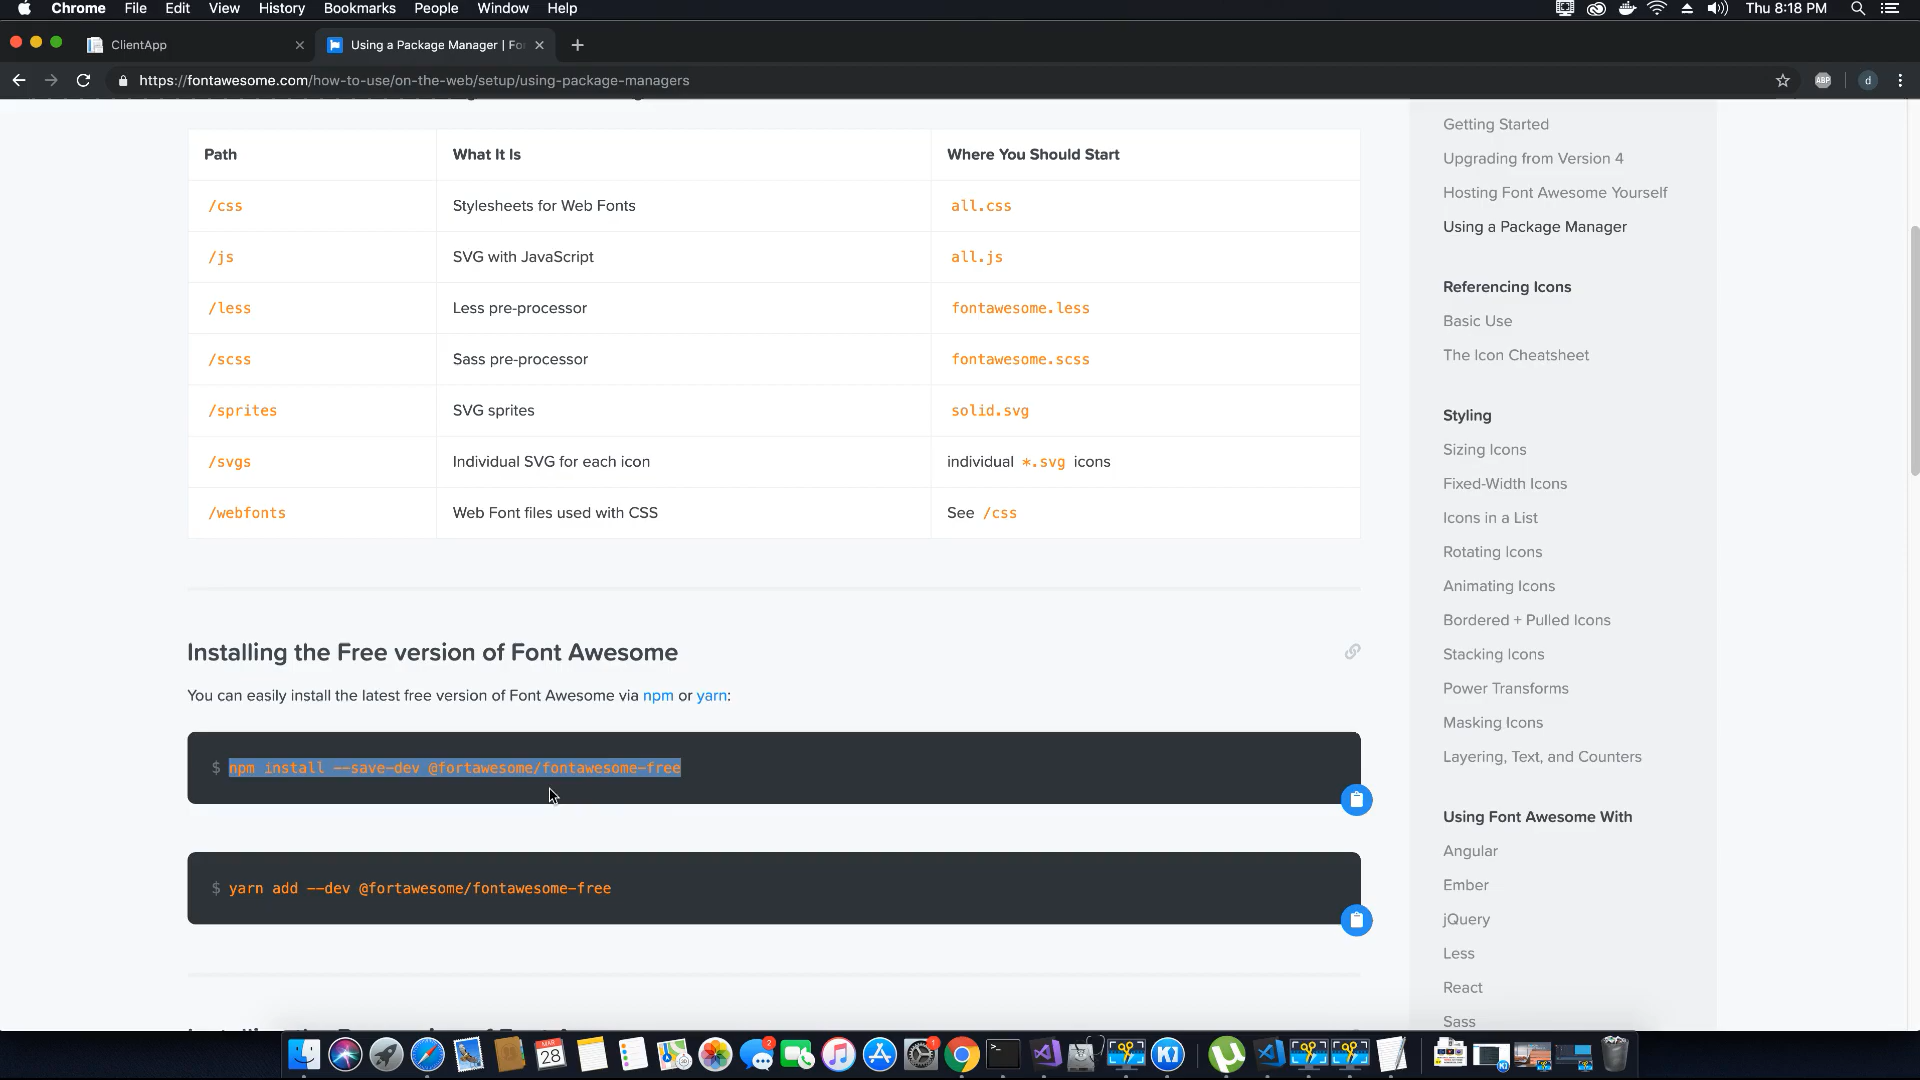 Chrome File Edit View History Bookmarks People Window Help Thu 8:18 PM
ClientApp
Using a Package Manager | Fo
https://fontawesome.com/how-to-use/on-the-web/setup/using-package-managers
ABP
d
Path What It Is Where You Should Start
/css Stylesheets for Web Fonts all.css
/js SVG with JavaScript all.js
/less Less pre-processor fontawesome.less
/scss Sass pre-processor fontawesome.scss
/sprites SVG sprites solid.svg
/svgs Individual SVG for each icon individual *.svg icons
/webfonts Web Font files used with CSS See /css
Installing the Free version of Font Awesome
You can easily install the latest free version of Font Awesome via npm or yarn:
$ npm install --save-dev @fortawesome/fontawesome-free
$ yarn add --dev @fortawesome/fontawesome-free
Getting Started
Upgrading from Version 4
Hosting Font Awesome Yourself
Using a Package Manager
Referencing Icons
Basic Use
The Icon Cheatsheet
Styling
Sizing Icons
Fixed-Width Icons
Icons in a List
Rotating Icons
Animating Icons
Bordered + Pulled Icons
Stacking Icons
Power Transforms
Masking Icons
Layering, Text, and Counters
Using Font Awesome With
Angular
Ember
jQuery
Less
React
Sass
MAR
28
2
1